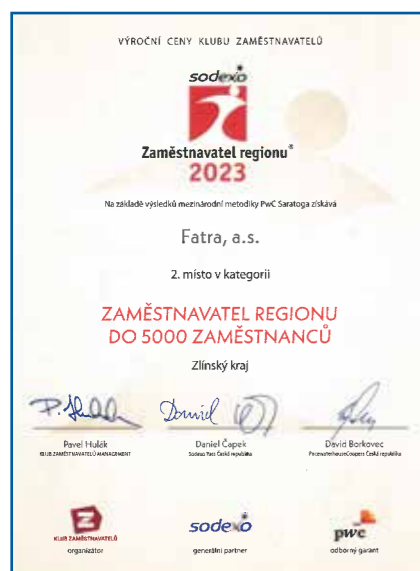 VÝROČNÍ CENY KLUBU ZAMĚSTNAVATELŮ
sodexo
Zaměstnavatel regionu®
2023
Na základě výsledků mezinárodní metodiky PwC Saratoga získává
Fatra, a.s.
2. místo v kategorii
ZAMĚSTNAVATEL REGIONU
DO 5000 ZAMĚSTNANCŮ
Zlínský kraj
Pavel Hulák
KLUB ZAMĚSTNAVATELŮ MANAGMENT
Daniel Čapek
Sodexo Pass Česká republika
David Borkovec
PricewaterhouseCoopers Česká republika
KLUB ZAMĚSTNAVATELŮ
organizátor
sodexo
generální partner
pwc
odborný garant